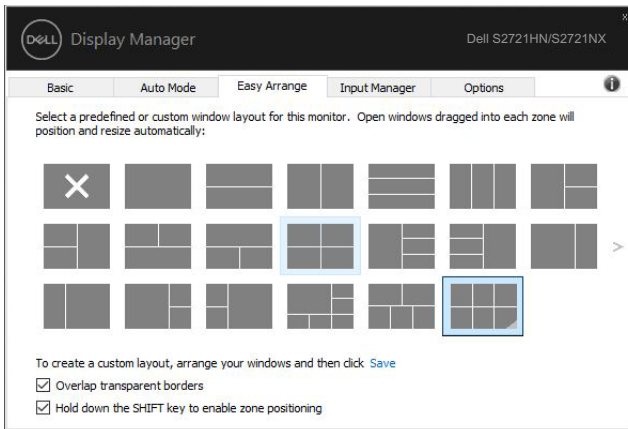 DELL Display Manager Dell S2721HN/S2721NX x
Basic Auto Mode Easy Arrange Input Manager Options i
Select a predefined or custom window layout for this monitor. Open windows dragged into each zone will
position and resize automatically:
>
To create a custom layout, arrange your windows and then click Save
Overlap transparent borders
Hold down the SHIFT key to enable zone positioning